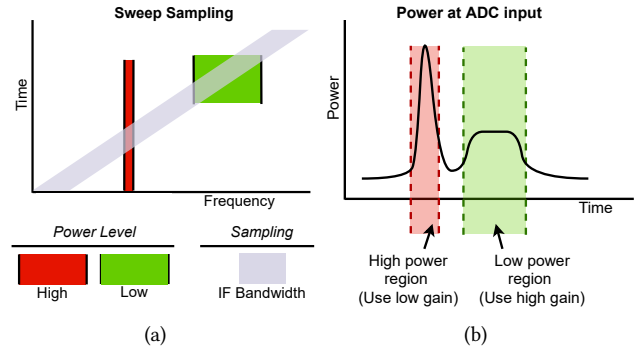 Sweep Sampling
Time
Frequency
Power Level
High
Low
Sampling
IF Bandwidth
(a)
Power at ADC input
Power
Time
High power
region
(Use low gain)
Low power
region
(Use high gain)
(b)